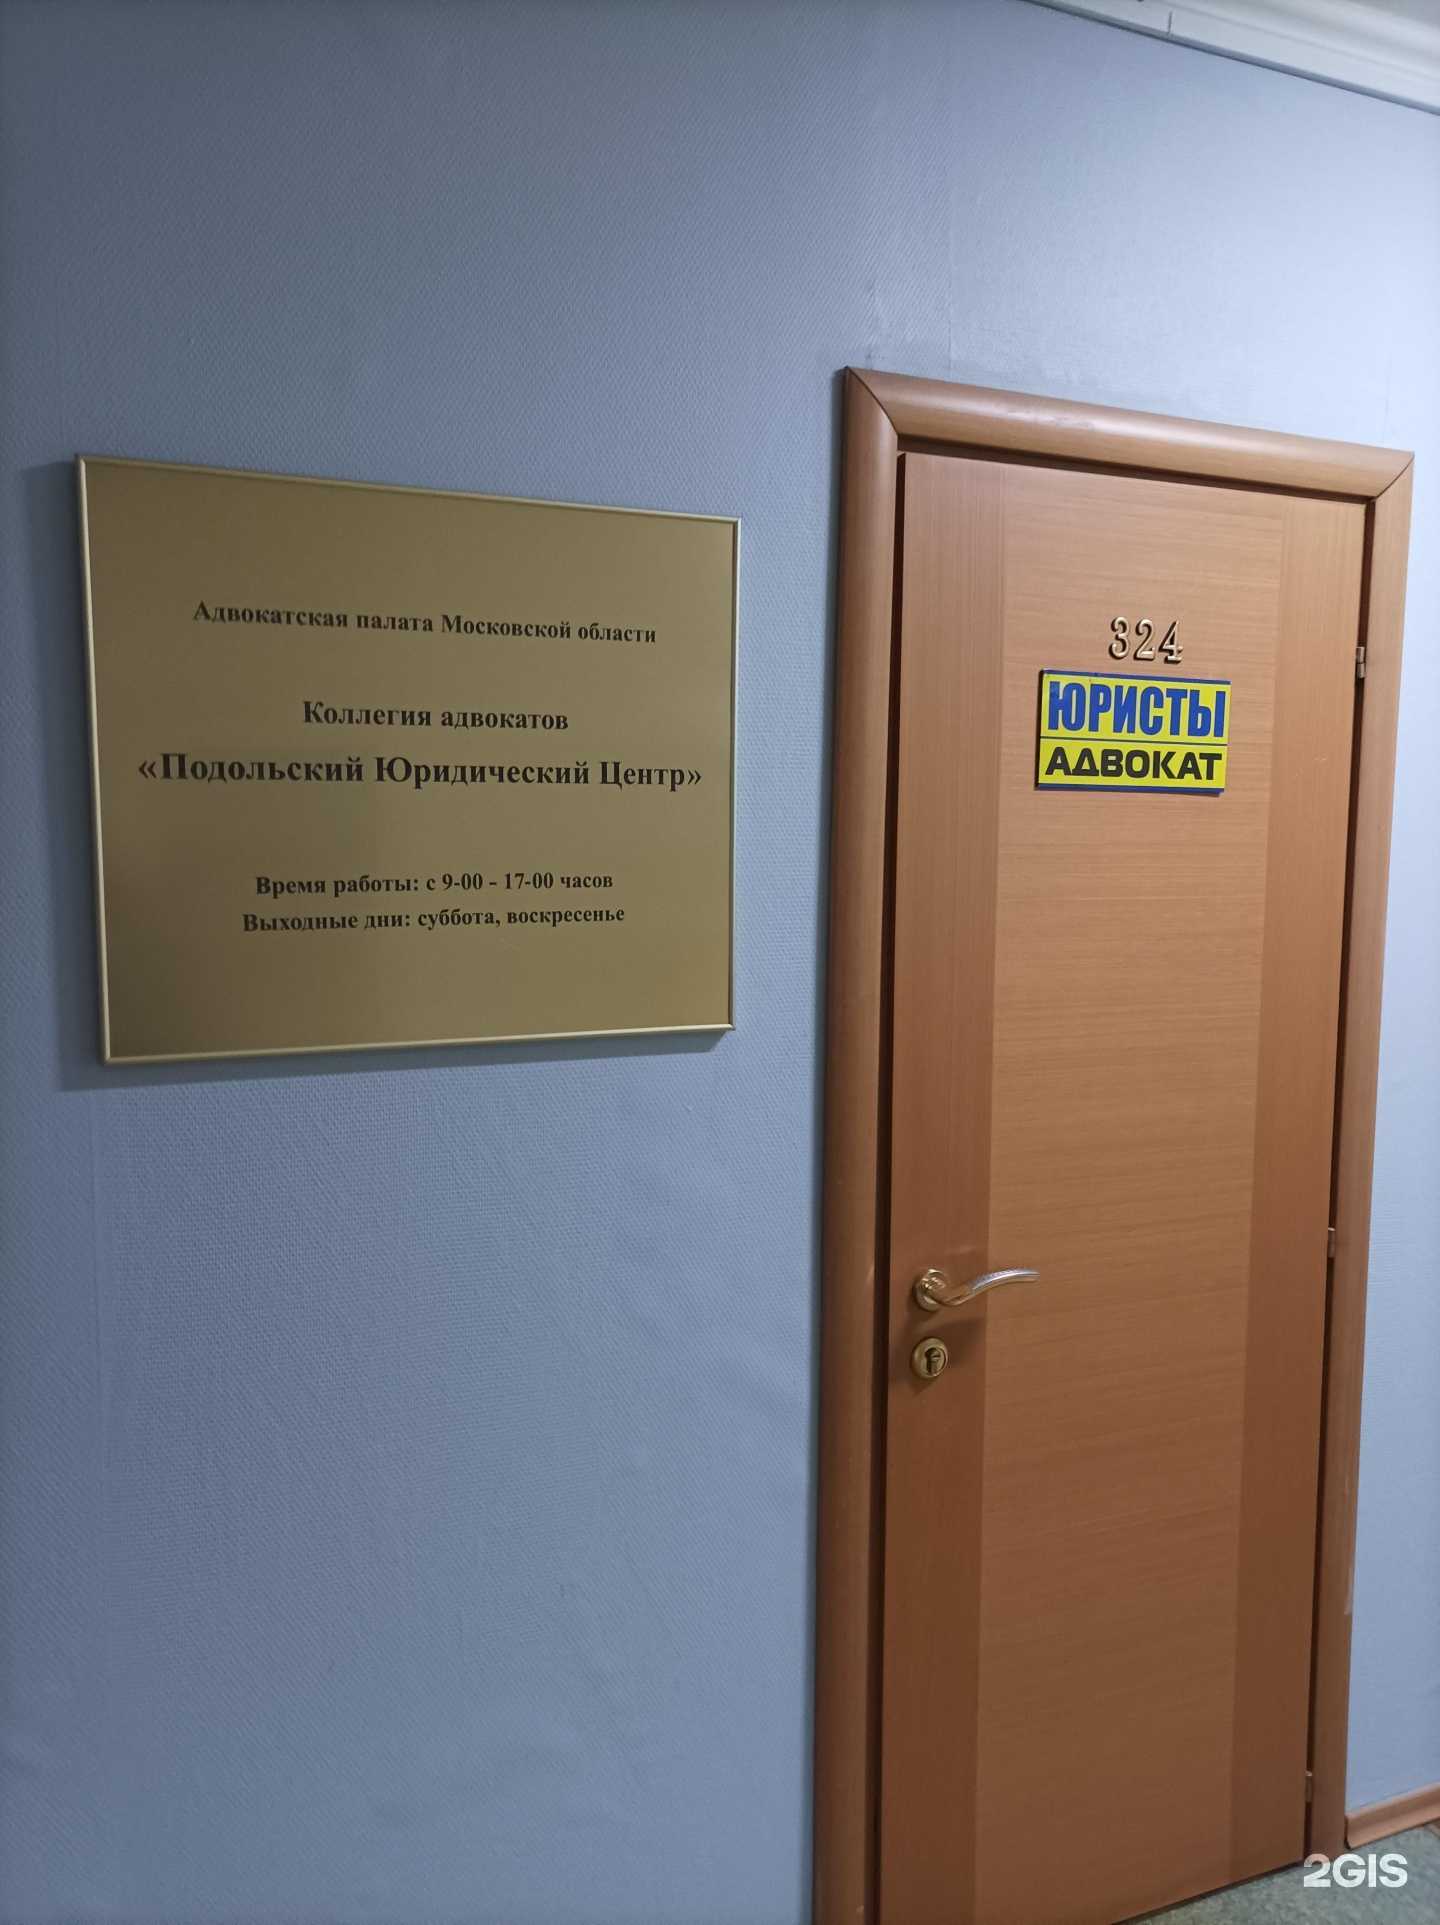 Адвокатская палата Московской области
Коллегия адвокатов
«Подольский Юридический Центр»
Время работы: с 9-00 - 17-00 часов
Выходные дни: суббота, воскресенье
324
ЮРИСТЫ
АДВОКАТ
2GIS